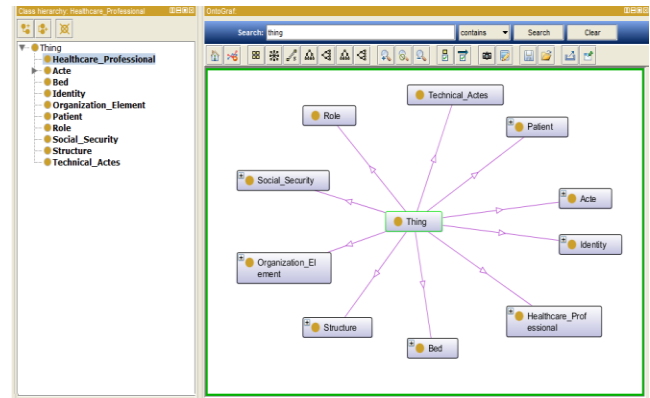 Class hierarchy: Healthcare_Professional
Thing
Healthcare_Professional
Acte
Bed
Identity
Organization_Element
Patient
Role
Social_Security
Structure
Technical_Actes
OntoGraf:
Search: thing contains Search Clear
Technical_Actes
Role
Patient
Social_Security
Acte
Thing
Identity
Organization_El
ement
Healthcare_Prof
essional
Structure
Bed